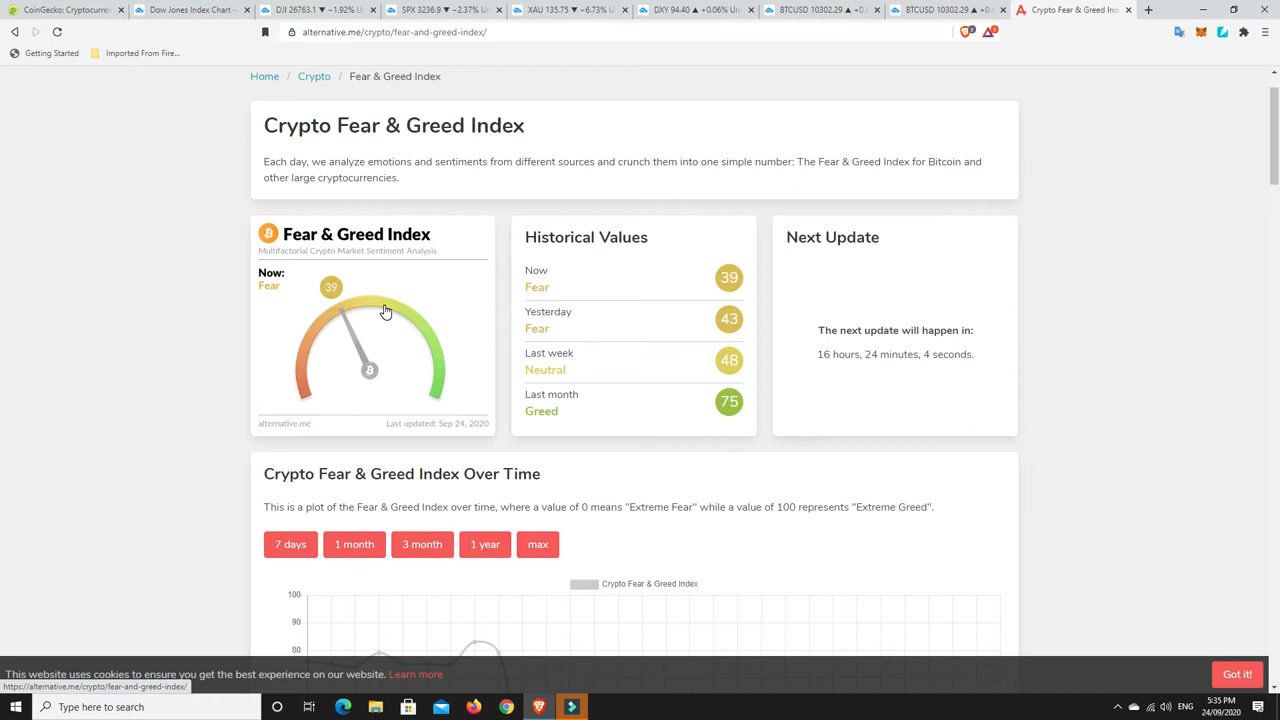 CoinGecko: Cryptocurrenc
Dow Jones Index Chart –
DJI 26763.1 ▼ −1.92% Un
SPX 3236.9 ▼ −2.37% Un
XAU 135.75 ▼ −6.73% Un
DXY 94.40 ▲ +0.06% Unna
BTCUSD 10302.29 ▲ +0.
BTCUSD 10302.29 ▲ +0.
Crypto Fear & Greed Ind
alternative.me/crypto/fear-and-greed-index/
Getting Started
Imported From Fire...
Home / Crypto / Fear & Greed Index
Crypto Fear & Greed Index
Each day, we analyze emotions and sentiments from different sources and crunch them into one simple number: The Fear & Greed Index for Bitcoin and
other large cryptocurrencies.
Fear & Greed Index
Multifactorial Crypto Market Sentiment Analysis
Now:
Fear
39
alternative.me
Last updated: Sep 24, 2020
Historical Values
Now
Fear
39
Yesterday
Fear
43
Last week
Neutral
48
Last month
Greed
75
Next Update
The next update will happen in:
16 hours, 24 minutes, 4 seconds.
Crypto Fear & Greed Index Over Time
This is a plot of the Fear & Greed Index over time, where a value of 0 means "Extreme Fear" while a value of 100 represents "Extreme Greed".
7 days
1 month
3 month
1 year
max
Crypto Fear & Greed Index
100
90
80
This website uses cookies to ensure you get the best experience on our website. Learn more
Got it!
https://alternative.me/crypto/fear-and-greed-index/
Type here to search
ENG
5:35 PM
24/09/2020